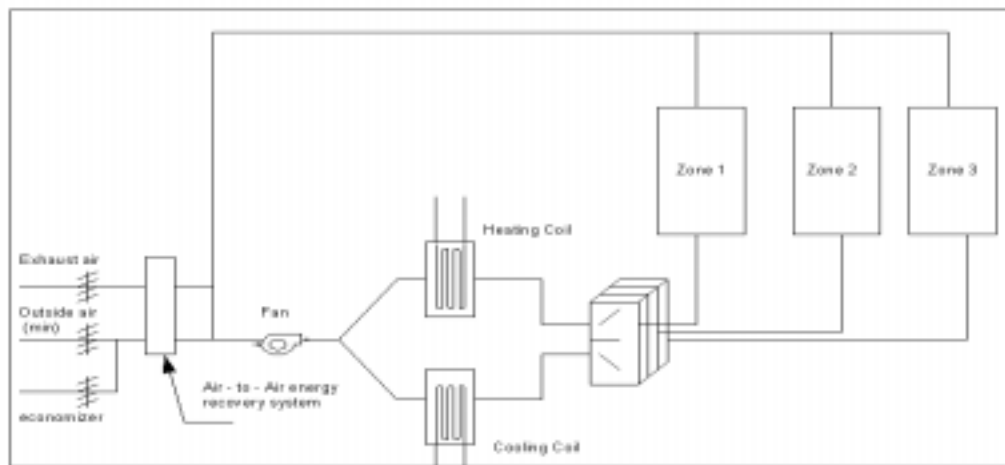 Zone 1
Zone 2
Zone 3
Heating Coil
Exhaust air
Outside air
(min)
Fan
Air - to - Air energy
recovery system
economizer
Cooling Coil